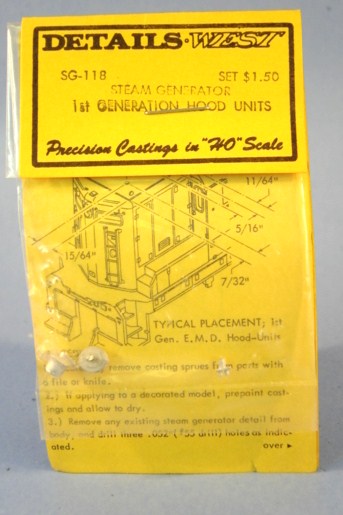 DETAILS•WEST
SG-118 SET $1.50
STEAM GENERATOR
1st GENERATION HOOD UNITS
Precision Castings in "HO" Scale
11/64"
5/16"
15/64"
7/32"
TYPICAL PLACEMENT; 1st
Gen. E.M.D. Hood-Units
remove casting sprues from parts with
a file or knife.
2.) If applying to a decorated model, prepaint cast-
ings and allow to dry.
3.) Remove any existing steam generator detail from
body, and drill three .052"(#55 drill) holes as indic-
ated. over ►